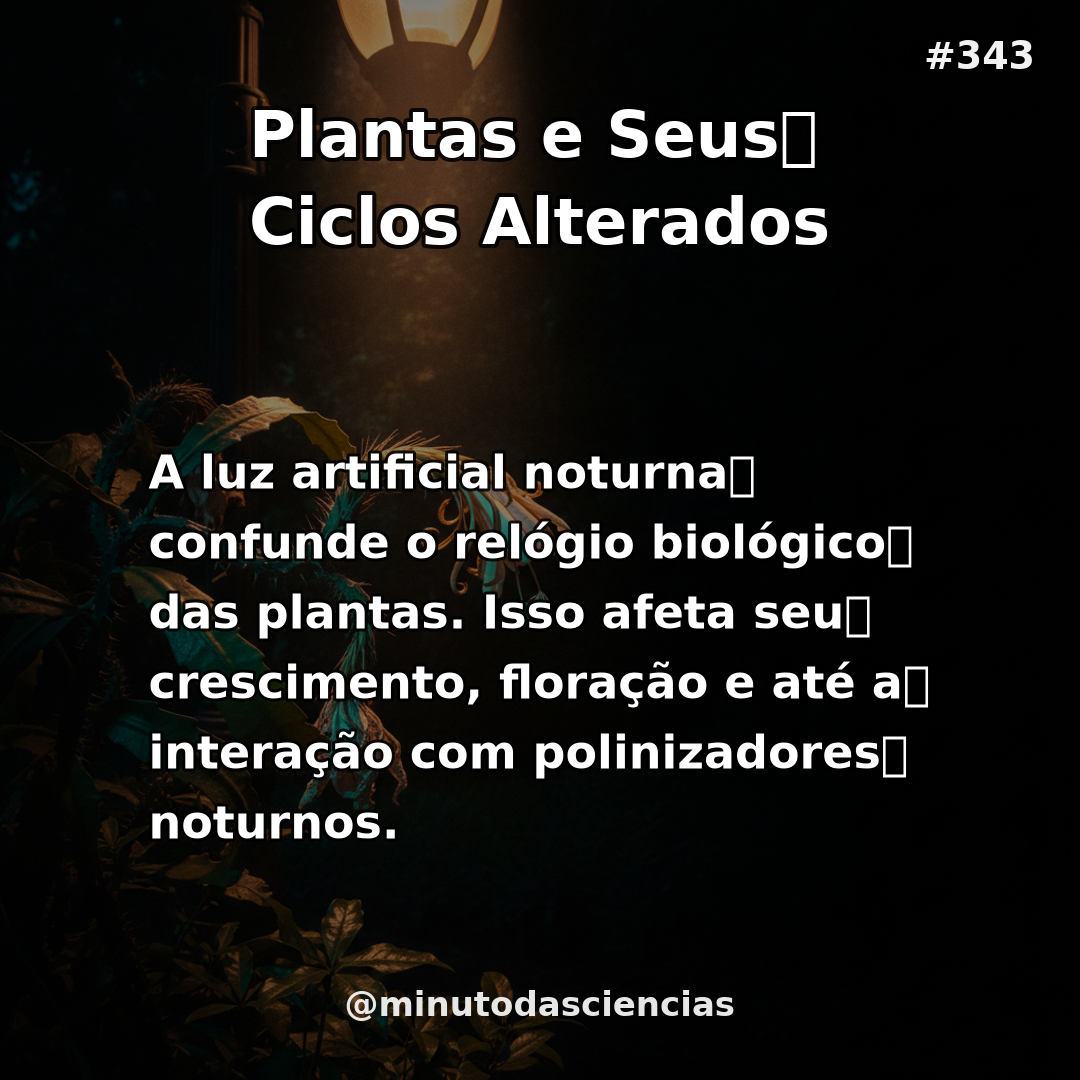 #343
Plantas e Seus
Ciclos Alterados
A luz artificial noturna
confunde o relógio biológico
das plantas. Isso afeta seu
crescimento, floração e até a
interação com polinizadores
noturnos.
@minutodasciencias